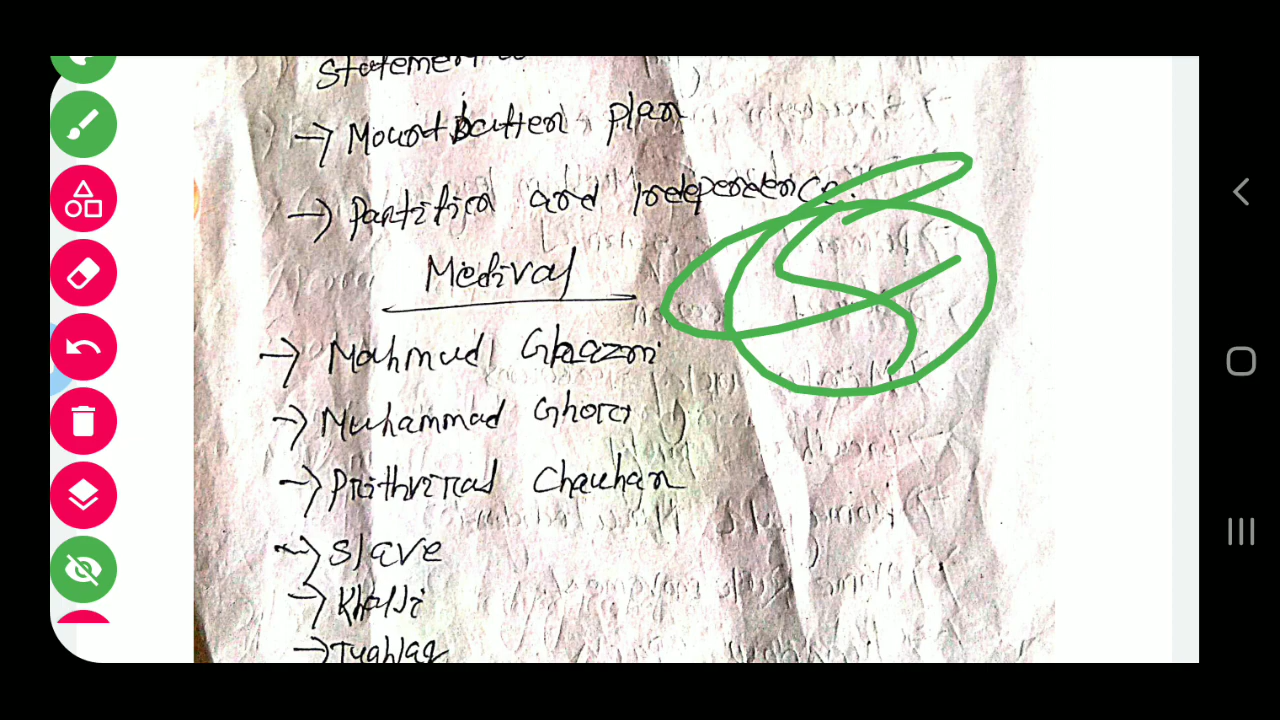 → Mountbatten plan
→ Partition and Independence.
Medival
→ Mahmud Ghazni
→ Muhammad Ghori
→ Prithviraj Chauhan
→ Slave
→ Khalji
→ Tughlaq